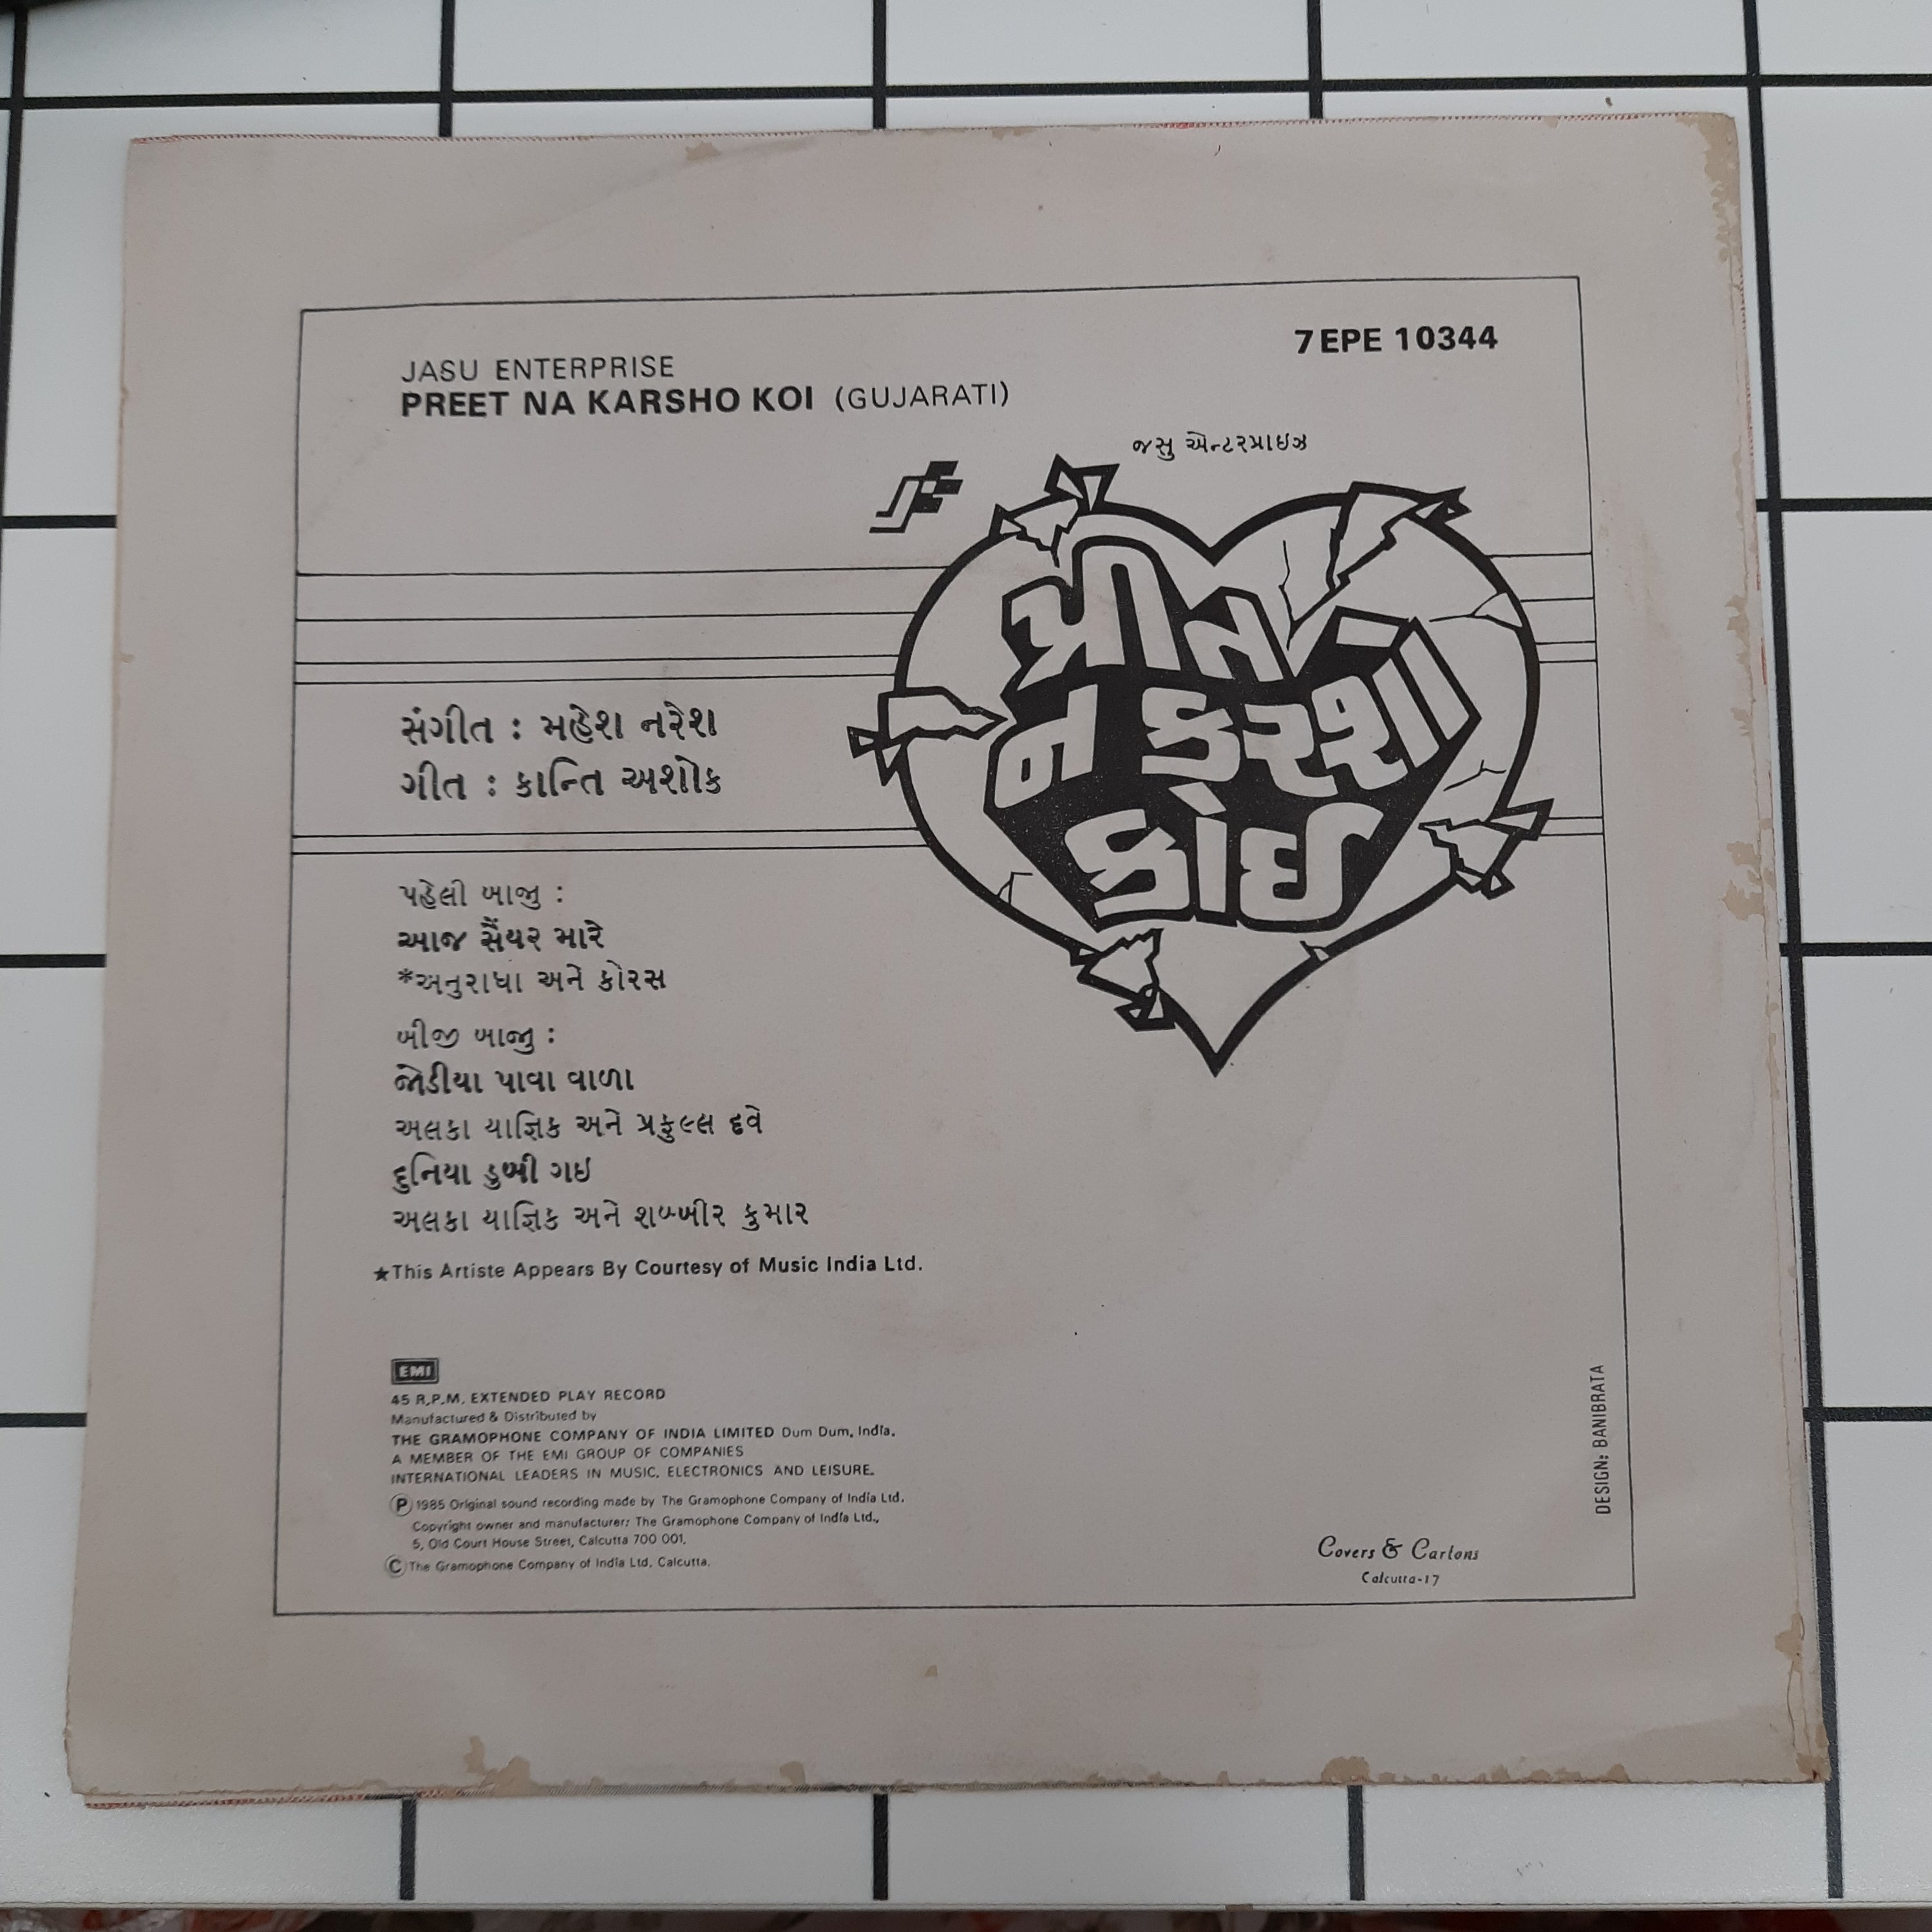 7EPE 10344
JASU ENTERPRISE
PREET NA KARSHO KOI (GUJARATI)
જસુ એન્ટરપ્રાઇઝ
પ્રીત
ન કરશો
કોઈ
સંગીત : મહેશ નરેશ
ગીત : કાન્તિ અશોક
પહેલી બાજુ :
આજ સૈંયર મારે
*અનુરાધા અને કોરસ
બીજી બાજુ :
જોડીયા પાવા વાળા
અલકા યાજ્ઞિક અને પ્રફુલ્લ દવે
દુનિયા ડુબી ગઇ
અલકા યાજ્ઞિક અને શબ્બીર કુમાર
★This Artiste Appears By Courtesy of Music India Ltd.
EMI
45 R.P.M. EXTENDED PLAY RECORD
Manufactured & Distributed by
THE GRAMOPHONE COMPANY OF INDIA LIMITED Dum Dum, India.
A MEMBER OF THE EMI GROUP OF COMPANIES
INTERNATIONAL LEADERS IN MUSIC, ELECTRONICS AND LEISURE.
Ⓟ 1985 Original sound recording made by The Gramophone Company of India Ltd.
Copyright owner and manufacturer: The Gramophone Company of India Ltd.,
5, Old Court House Street, Calcutta 700 001.
Ⓒ The Gramophone Company of India Ltd, Calcutta.
DESIGN: BANIBRATA
Covers & Cartons
Calcutta-17